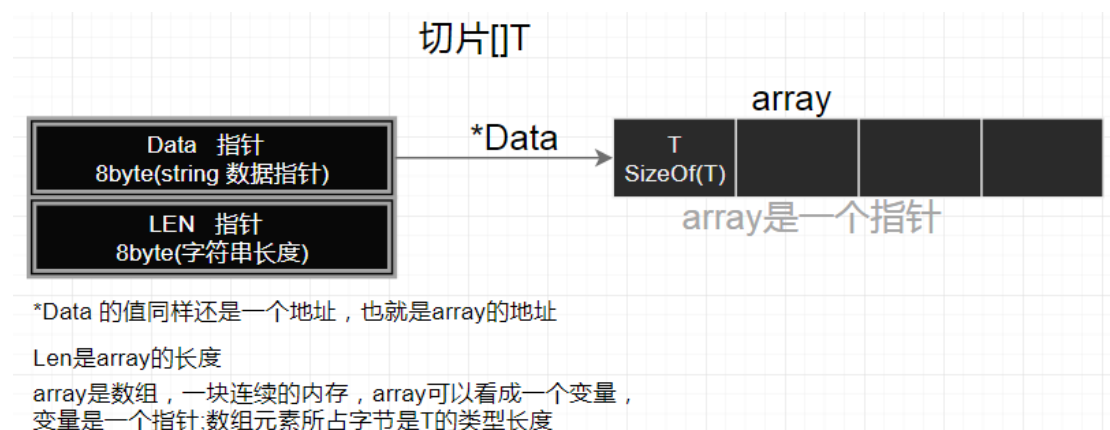 切片[]T
array
Data 指针
8byte(string 数据指针)
*Data
T
SizeOf(T)
LEN 指针
8byte(字符串长度)
array是一个指针
*Data 的值同样还是一个地址，也就是array的地址
Len是array的长度
array是数组，一块连续的内存，array可以看成一个变量，
变量是一个指针;数组元素所占字节是T的类型长度